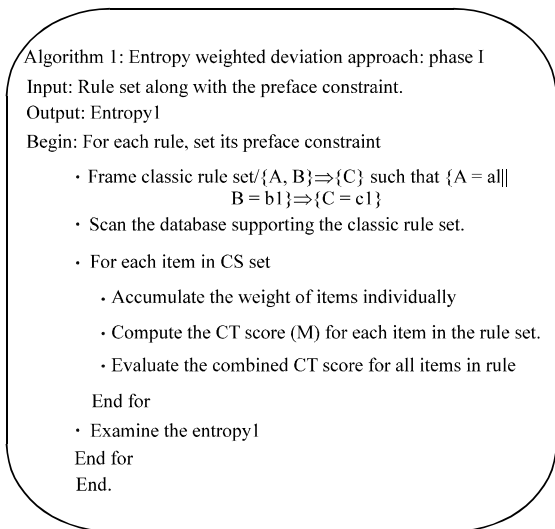 Algorithm 1: Entropy weighted deviation approach: phase I
Input: Rule set along with the preface constraint.
Output: Entropy1
Begin: For each rule, set its preface constraint
· Frame classic rule set/{A, B}⇒{C} such that {A = al||
B = b1}⇒{C = c1}
· Scan the database supporting the classic rule set.
· For each item in CS set
· Accumulate the weight of items individually
· Compute the CT score (M) for each item in the rule set.
· Evaluate the combined CT score for all items in rule
End for
· Examine the entropy1
End for
End.